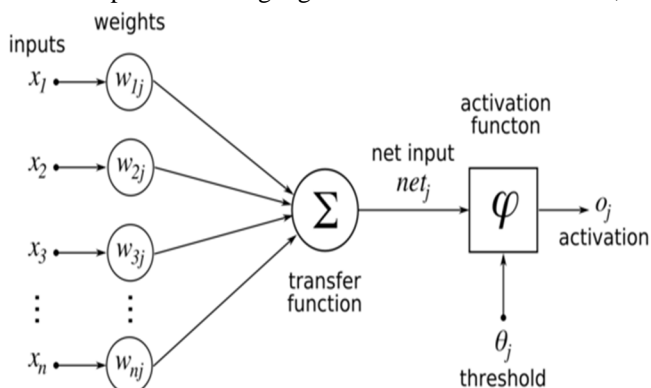 weights
inputs
x1
w1j
activation
functon
x2
w2j
net input
netj
Σ
φ
oj
activation
x3
w3j
transfer
function
⋮
⋮
θj
threshold
xn
wnj